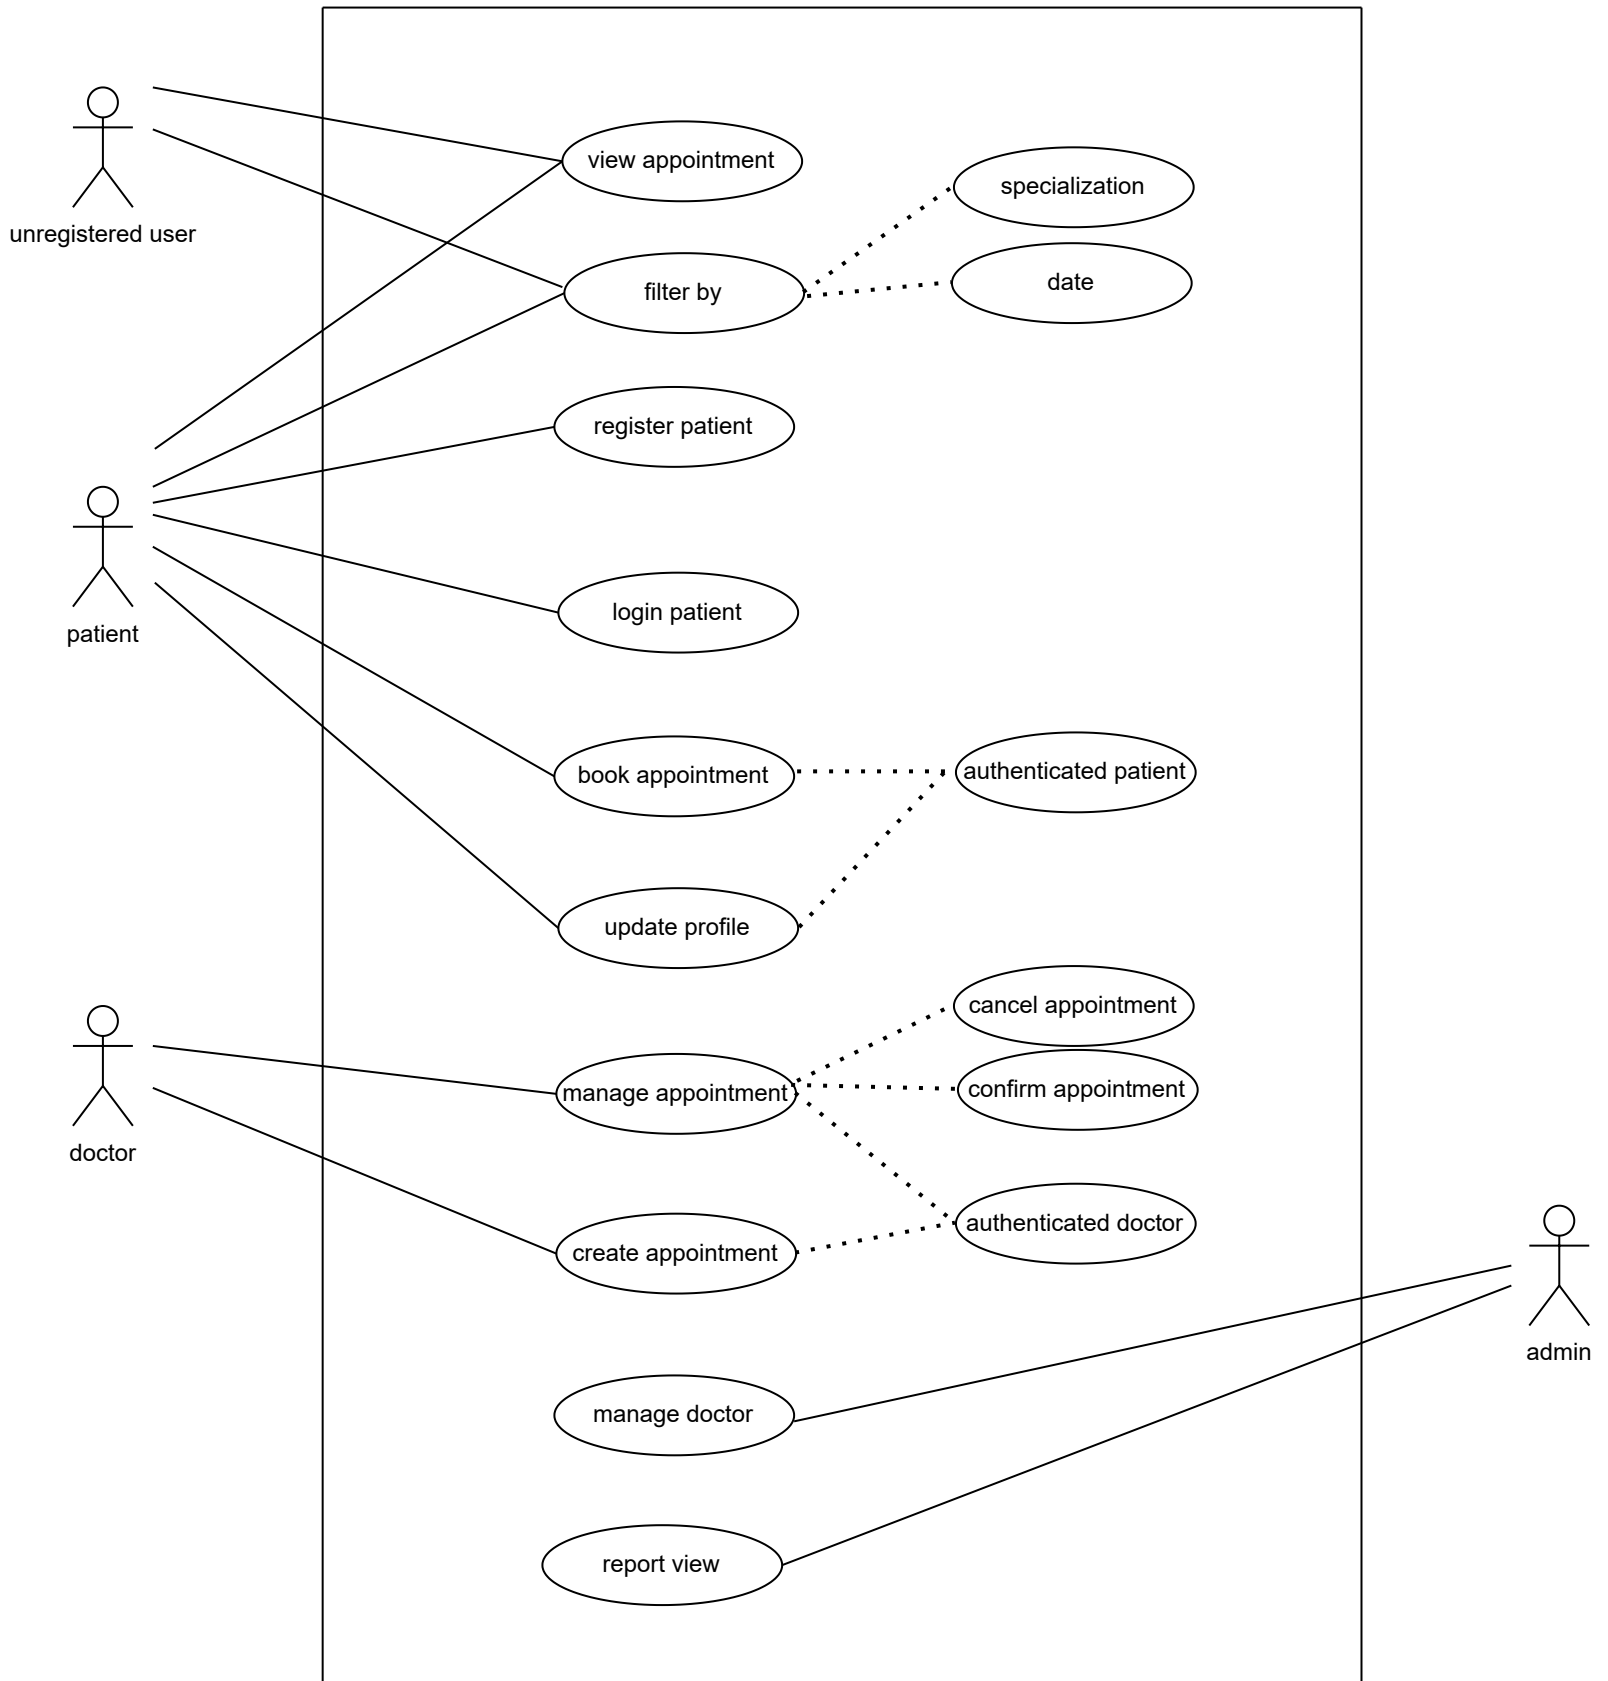 view appointment
specialization
unregistered user
date
filter by
register patient
login patient
patient
authenticated patient
book appointment
update profile
cancel appointment
confirm appointment
manage appointment
doctor
authenticated doctor
create appointment
admin
manage doctor
report view